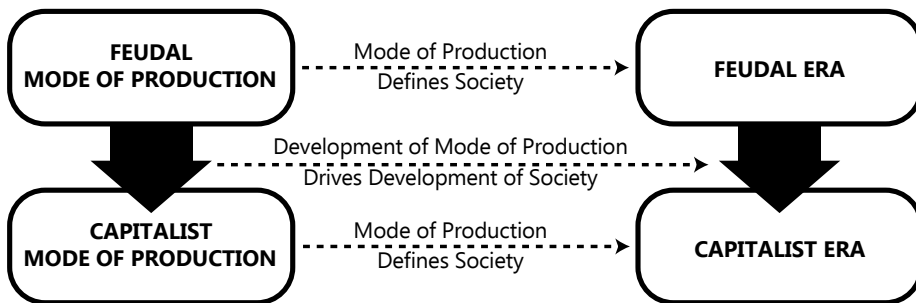 FEUDAL
MODE OF PRODUCTION
Mode of Production
Defines Society
FEUDAL ERA
Development of Mode of Production
Drives Development of Society
CAPITALIST
MODE OF PRODUCTION
Mode of Production
Defines Society
CAPITALIST ERA